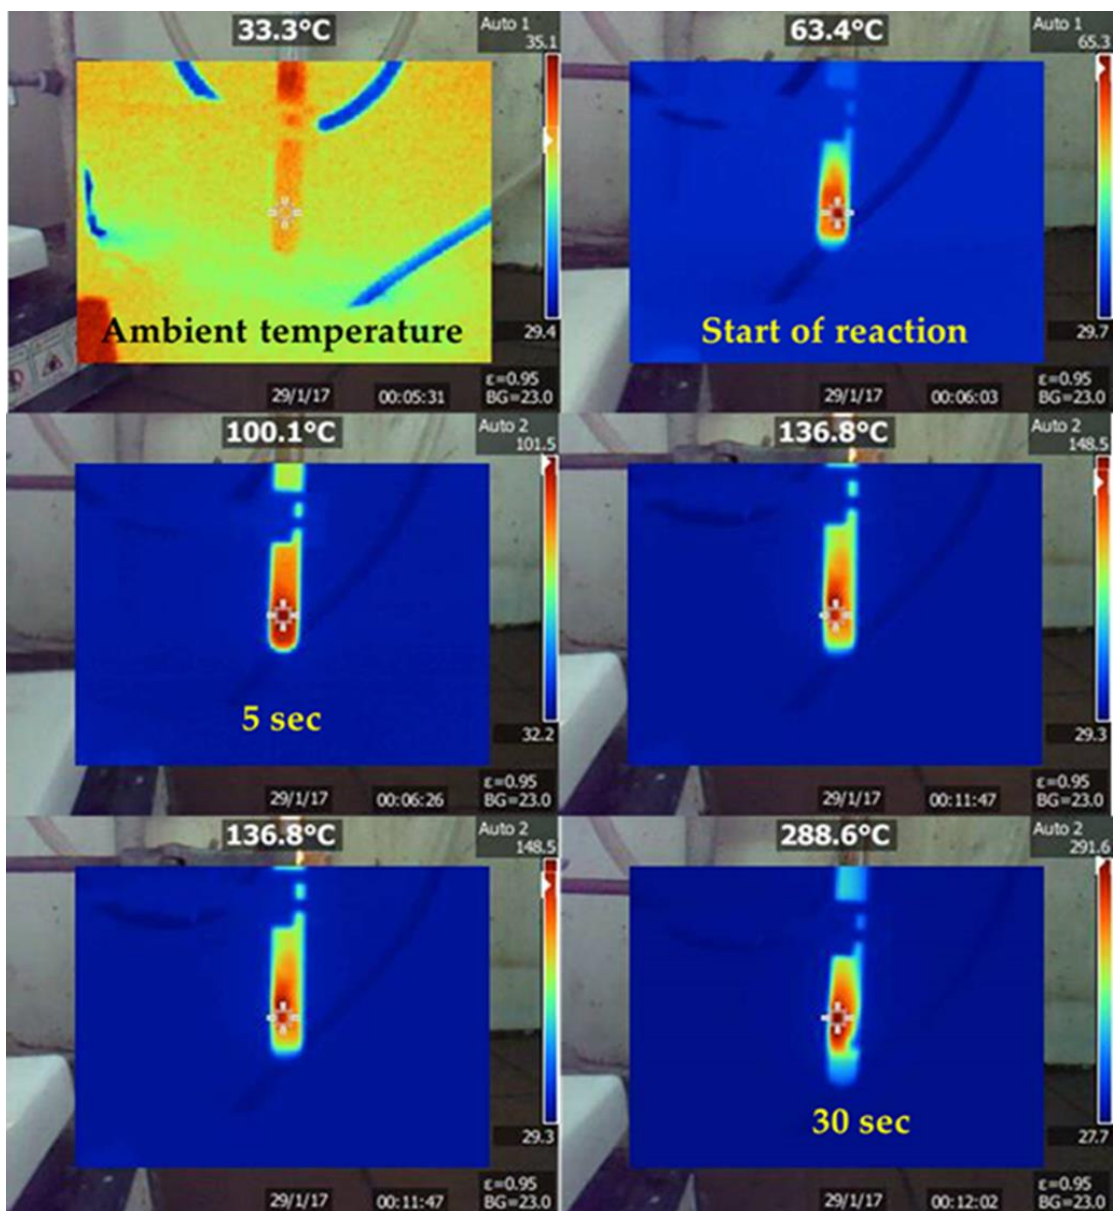 33.3°C
Auto 1
35.1
29.4
Ambient temperature
29/1/17 00:05:31
ε=0.95
BG=23.0
63.4°C
Auto 1
65.3
29.7
Start of reaction
29/1/17 00:06:03
ε=0.95
BG=23.0
100.1°C
Auto 2
101.5
32.2
5 sec
29/1/17 00:06:26
ε=0.95
BG=23.0
136.8°C
Auto 2
148.5
29.3
29/1/17 00:11:47
ε=0.95
BG=23.0
136.8°C
Auto 2
148.5
29.3
29/1/17 00:11:47
ε=0.95
BG=23.0
288.6°C
Auto 2
291.6
27.7
30 sec
29/1/17 00:12:02
ε=0.95
BG=23.0